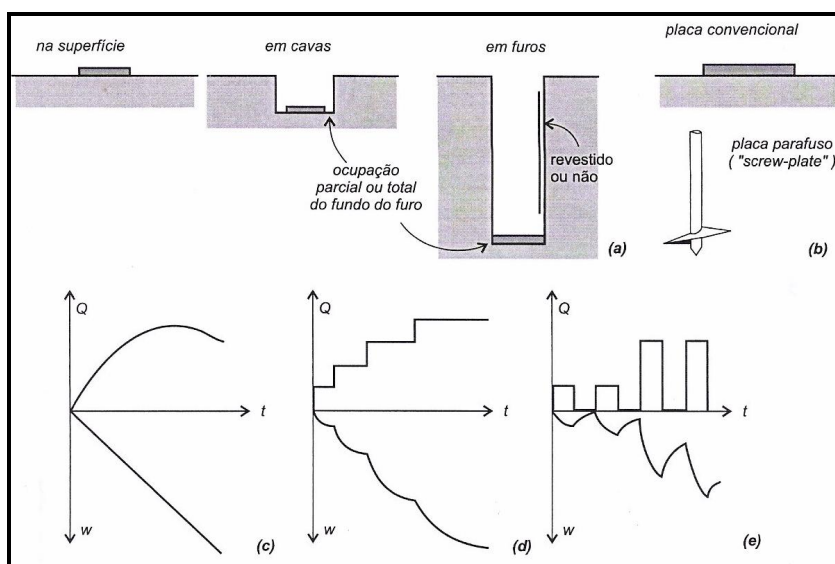 na superfície
em cavas
em furos
placa convencional
ocupação
parcial ou total
do fundo do furo
revestido
ou não
(a)
placa parafuso
( "screw-plate" )
(b)
Q
t
w
(c)
Q
t
w
(d)
Q
t
w
(e)